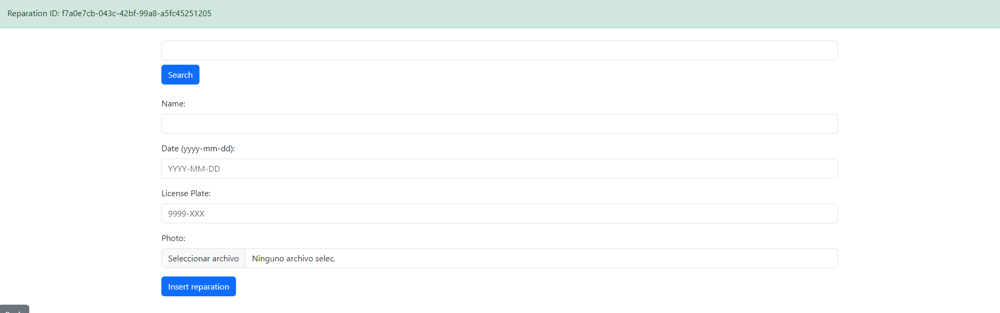 Reparation ID: f7a0e7cb-043c-42bf-99a8-a5fc45251205
Search
Name:
Date (yyyy-mm-dd):
YYYY-MM-DD
License Plate:
9999-XXX
Photo:
Seleccionar archivo Ninguno archivo selec.
Insert reparation